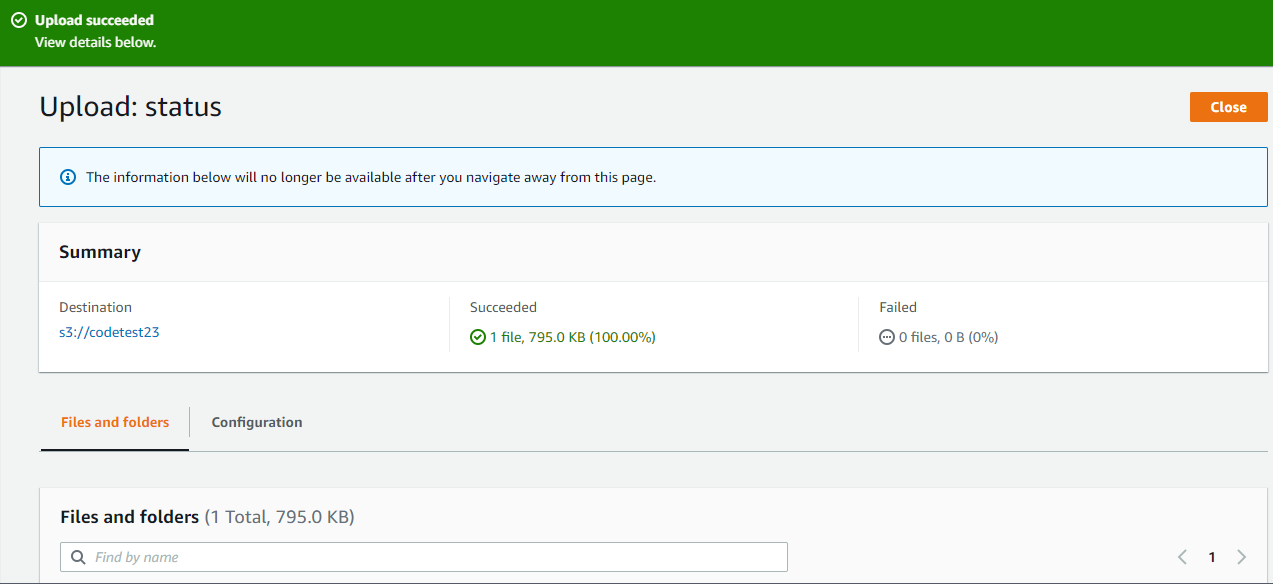 Upload succeeded
View details below.
Upload: status
Close
The information below will no longer be available after you navigate away from this page.
Summary
Destination
s3://codetest23
Succeeded
1 file, 795.0 KB (100.00%)
Failed
0 files, 0 B (0%)
Files and folders
Configuration
Files and folders (1 Total, 795.0 KB)
Find by name
1